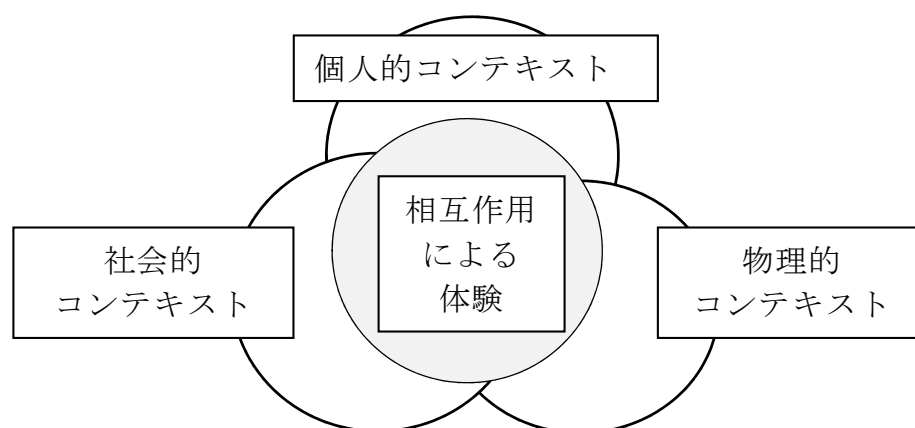 個人的コンテキスト
相互作用
による
体験
社会的
コンテキスト
物理的
コンテキスト